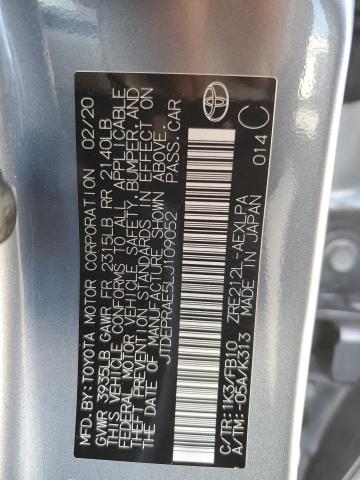 MFD.BY:TOYOTA MOTOR CORPORATION 02/20
GVWR 3935LB GAWR FR 2315LB RR 2140LB
THIS VEHICLE CONFORMS TO ALL APPLICABLE
FEDERAL MOTOR VEHICLE SAFETY, BUMPER, AND
THEFT PREVENTION STANDARDS IN EFFECT ON
THE DATE OF MANUFACTURE SHOWN ABOVE.
JTDEPRAE5LJ109052 PASS.CAR
C/TR:1K3/FB10 ZRE212L-AEXLPA
A/TM:-05A/K313 MADE IN JAPAN 014C